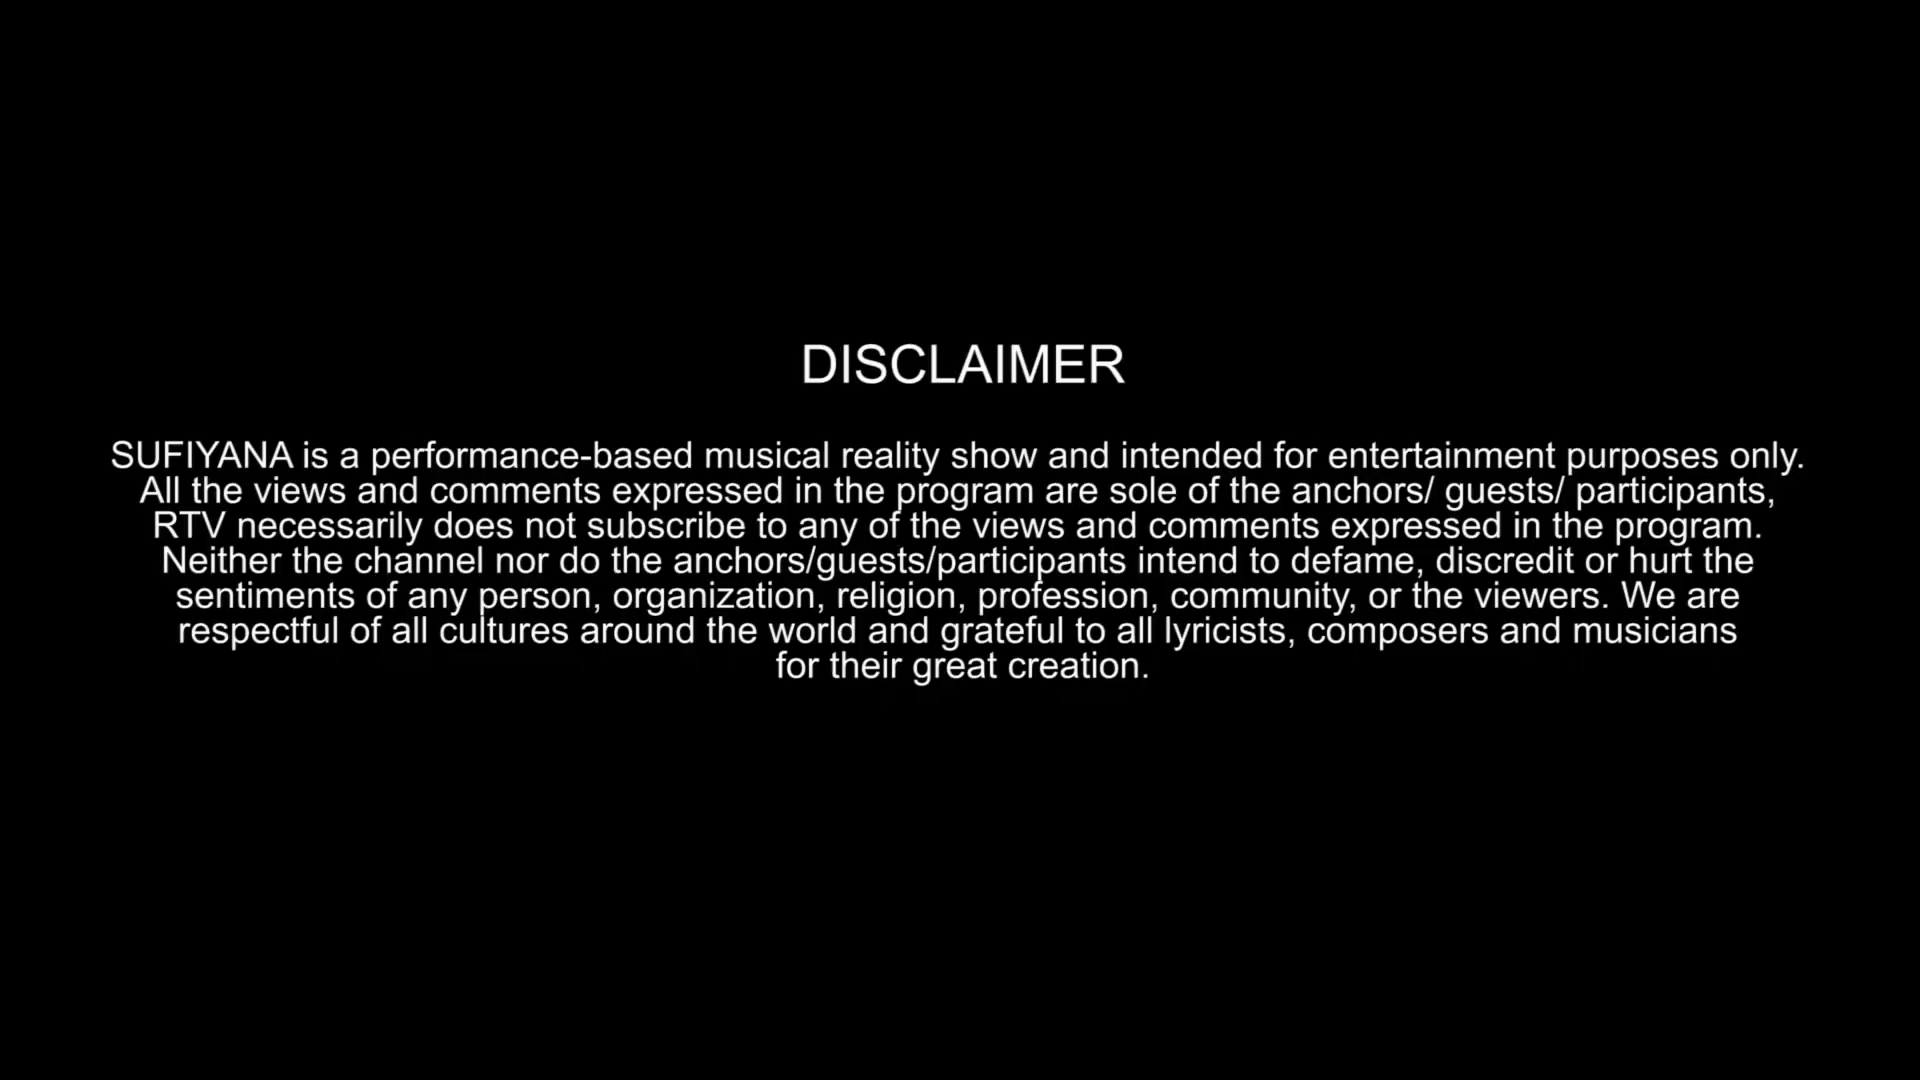 DISCLAIMER
SUFIYANA is a performance-based musical reality show and intended for entertainment purposes only.
All the views and comments expressed in the program are sole of the anchors/ guests/ participants,
RTV necessarily does not subscribe to any of the views and comments expressed in the program.
Neither the channel nor do the anchors/guests/participants intend to defame, discredit or hurt the
sentiments of any person, organization, religion, profession, community, or the viewers. We are
respectful of all cultures around the world and grateful to all lyricists, composers and musicians
for their great creation.